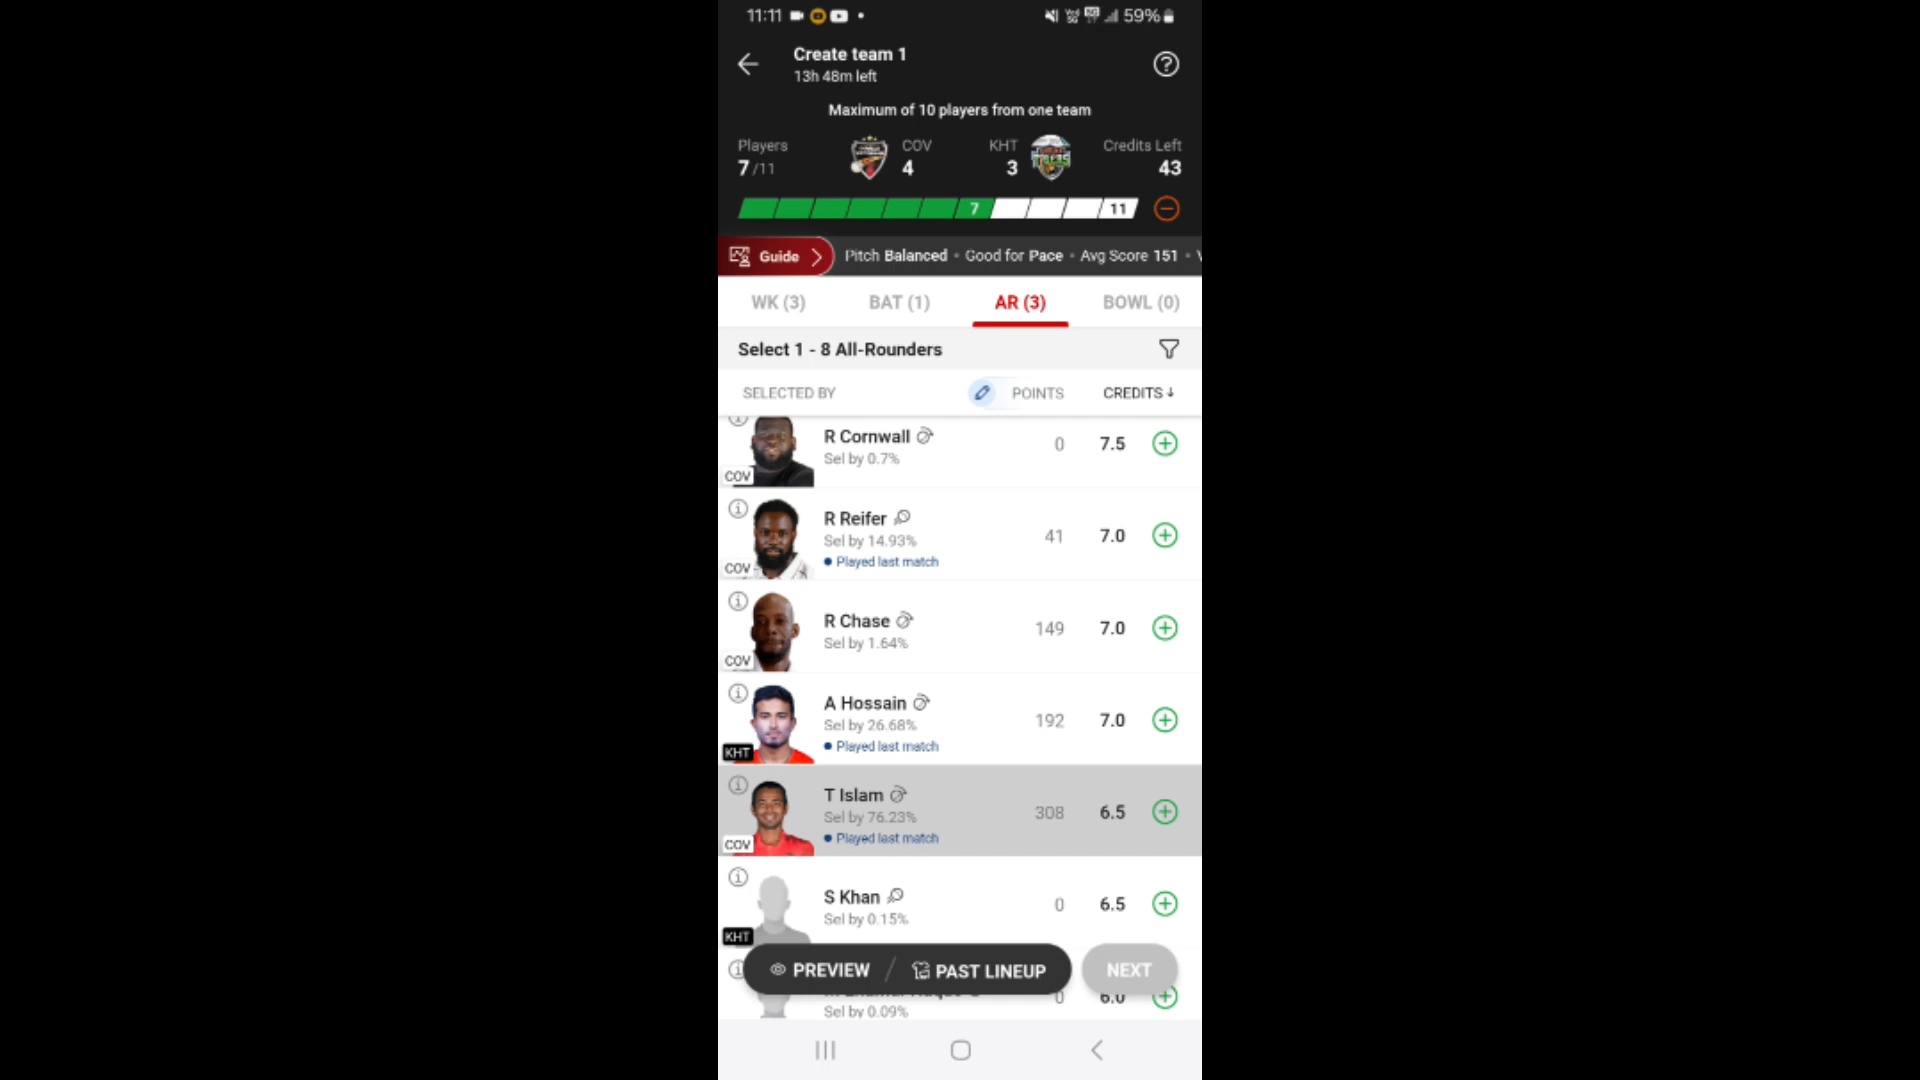 11:11
59%
Create team 1
13h 48m left
Maximum of 10 players from one team
Players
7/11
COV
4
KHT
3
TIGERS
Credits Left
43
7
11
Guide
Pitch Balanced • Good for Pace • Avg Score 151 •
WK (3)
BAT (1)
AR (3)
BOWL (0)
Select 1 - 8 All-Rounders
SELECTED BY
POINTS
CREDITS ↓
R Cornwall
0
7.5
Sel by 0.7%
COV
R Reifer
Sel by 14.93%
41
7.0
Played last match
COV
R Chase
149
7.0
Sel by 1.64%
COV
A Hossain
Sel by 26.68%
192
7.0
Played last match
KHT
T Islam
Sel by 76.23%
308
6.5
Played last match
COV
S Khan
0
6.5
Sel by 0.15%
KHT
PREVIEW / PAST LINEUP
NEXT
0
6.0
Sel by 0.09%